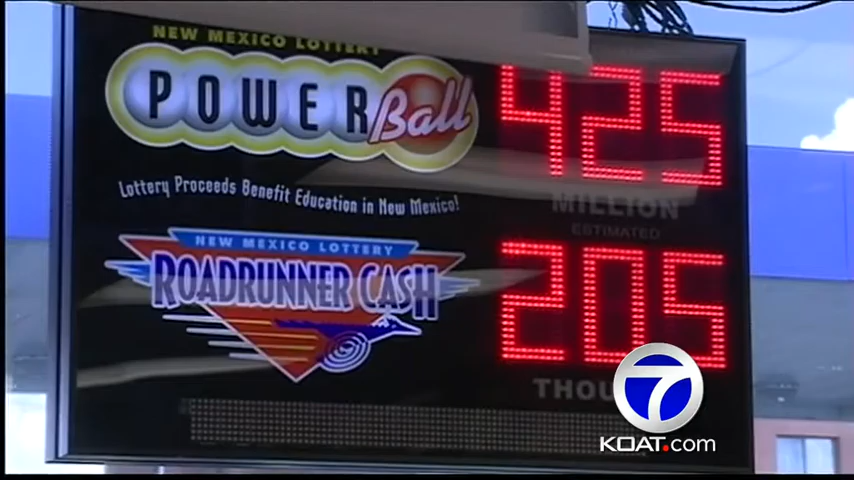 NEW MEXICO LOTTERY
POWERBall
425
MILLION
ESTIMATED
Lottery Proceeds Benefit Education in New Mexico!
NEW MEXICO LOTTERY
ROADRUNNER CASH
205
THOU
7
KOAT.com